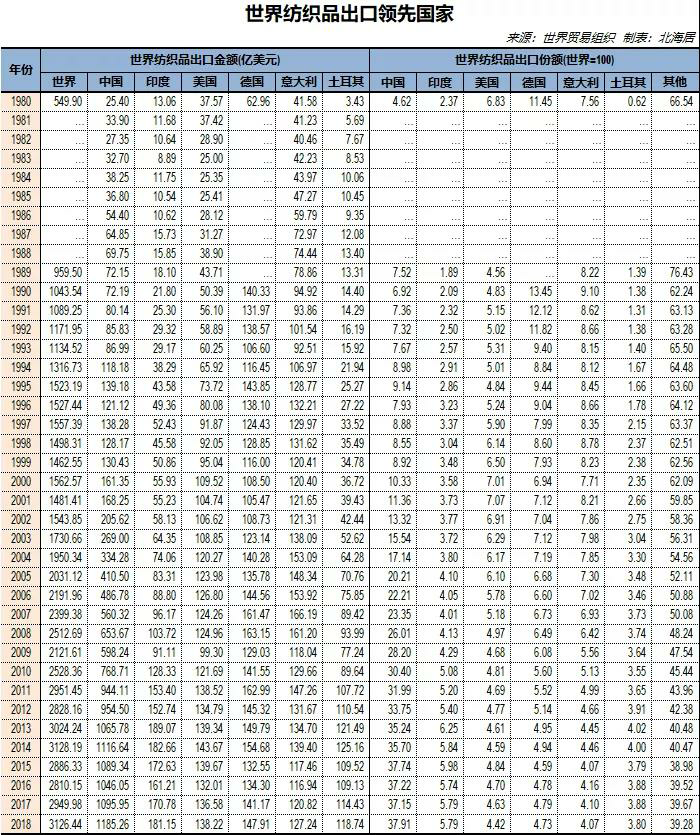 世界纺织品出口领先国家
来源：世界贸易组织 制表：北海居
年份 世界纺织品出口金额(亿美元) 世界纺织品出口份额(世界=100)
世界 中国 印度 美国 德国 意大利 土耳其 中国 印度 美国 德国 意大利 土耳其 其他
1980 549.90 25.40 13.06 37.57 62.96 41.58 3.43 4.62 2.37 6.83 11.45 7.56 0.62 66.54
1981 ... 33.90 11.68 37.42 ... 41.23 5.69 ... ... ... ... ... ... ...
1982 ... 27.35 10.64 28.90 ... 40.46 7.67 ... ... ... ... ... ... ...
1983 ... 32.70 8.89 25.00 ... 42.23 8.53 ... ... ... ... ... ... ...
1984 ... 38.25 11.75 25.35 ... 43.97 10.06 ... ... ... ... ... ... ...
1985 ... 36.80 10.54 25.41 ... 47.27 10.45 ... ... ... ... ... ... ...
1986 ... 54.40 10.62 28.12 ... 59.79 9.35 ... ... ... ... ... ... ...
1987 ... 64.85 15.73 31.27 ... 72.97 12.08 ... ... ... ... ... ... ...
1988 ... 69.75 15.85 38.90 ... 74.44 13.40 ... ... ... ... ... ... ...
1989 959.50 72.15 18.10 43.71 ... 78.86 13.31 7.52 1.89 4.56 ... 8.22 1.39 76.43
1990 1043.54 72.19 21.80 50.39 140.33 94.92 14.40 6.92 2.09 4.83 13.45 9.10 1.38 62.24
1991 1089.25 80.14 25.30 56.10 131.97 93.86 14.29 7.36 2.32 5.15 12.12 8.62 1.31 63.13
1992 1171.95 85.83 29.32 58.89 138.57 101.54 16.19 7.32 2.50 5.02 11.82 8.66 1.38 63.28
1993 1134.52 86.99 29.17 60.25 106.60 92.51 15.92 7.67 2.57 5.31 9.40 8.15 1.40 65.50
1994 1316.73 118.18 38.29 65.92 116.45 106.97 21.94 8.98 2.91 5.01 8.84 8.12 1.67 64.48
1995 1523.19 139.18 43.58 73.72 143.85 128.77 25.27 9.14 2.86 4.84 9.44 8.45 1.66 63.60
1996 1527.44 121.12 49.36 80.08 138.10 132.21 27.22 7.93 3.23 5.24 9.04 8.66 1.78 64.12
1997 1557.39 138.28 52.43 91.87 124.43 129.97 33.52 8.88 3.37 5.90 7.99 8.35 2.15 63.37
1998 1498.31 128.17 45.58 92.05 128.85 131.62 35.49 8.55 3.04 6.14 8.60 8.78 2.37 62.51
1999 1462.55 130.43 50.86 95.04 116.00 120.41 34.78 8.92 3.48 6.50 7.93 8.23 2.38 62.56
2000 1562.57 161.35 55.93 109.52 108.50 120.40 36.72 10.33 3.58 7.01 6.94 7.71 2.35 62.09
2001 1481.41 168.25 55.23 104.74 105.47 121.65 39.43 11.36 3.73 7.07 7.12 8.21 2.66 59.85
2002 1543.85 205.62 58.13 106.62 108.73 121.31 42.44 13.32 3.77 6.91 7.04 7.86 2.75 58.36
2003 1730.66 269.00 64.35 108.85 123.14 138.09 52.62 15.54 3.72 6.29 7.12 7.98 3.04 56.31
2004 1950.34 334.28 74.06 120.27 140.28 153.09 64.28 17.14 3.80 6.17 7.19 7.85 3.30 54.56
2005 2031.12 410.50 83.31 123.98 135.78 148.34 70.76 20.21 4.10 6.10 6.68 7.30 3.48 52.11
2006 2191.96 486.78 88.80 126.80 144.56 153.92 75.85 22.21 4.05 5.78 6.60 7.02 3.46 50.88
2007 2399.38 560.32 96.17 124.26 161.47 166.19 89.42 23.35 4.01 5.18 6.73 6.93 3.73 50.08
2008 2512.69 653.67 103.72 124.96 163.15 161.20 93.99 26.01 4.13 4.97 6.49 6.42 3.74 48.24
2009 2121.61 598.24 91.11 99.30 129.03 118.04 77.24 28.20 4.29 4.68 6.08 5.56 3.64 47.54
2010 2528.36 768.71 128.33 121.69 141.55 129.66 89.64 30.40 5.08 4.81 5.60 5.13 3.55 45.44
2011 2951.45 944.11 153.40 138.52 162.99 147.26 107.72 31.99 5.20 4.69 5.52 4.99 3.65 43.96
2012 2828.16 954.50 152.74 134.79 145.32 131.67 110.54 33.75 5.40 4.77 5.14 4.66 3.91 42.38
2013 3024.24 1065.78 189.07 139.34 149.79 134.70 121.49 35.24 6.25 4.61 4.95 4.45 4.02 40.48
2014 3128.19 1116.64 182.66 143.67 154.68 139.40 125.16 35.70 5.84 4.59 4.94 4.46 4.00 40.47
2015 2886.33 1089.34 172.63 139.67 132.55 117.46 109.52 37.74 5.98 4.84 4.59 4.07 3.79 38.98
2016 2810.15 1046.05 161.21 132.01 134.30 116.94 109.13 37.22 5.74 4.70 4.78 4.16 3.88 39.52
2017 2949.98 1095.95 170.78 136.58 141.17 120.82 114.43 37.15 5.79 4.63 4.79 4.10 3.88 39.67
2018 3126.44 1185.26 181.15 138.22 147.91 127.24 118.74 37.91 5.79 4.42 4.73 4.07 3.80 39.28